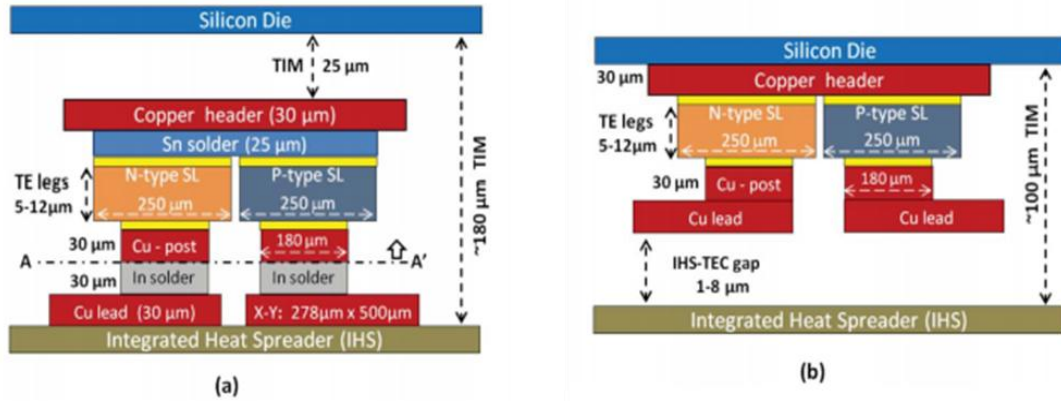 Silicon Die
TIM 25 μm
Copper header (30 μm)
Sn solder (25 μm)
TE legs
5-12μm
N-type SL
250 μm
P-type SL
250 μm
~180 μm TIM
30 μm
Cu - post
180 μm
A
A'
30 μm
In solder
In solder
Cu lead (30 μm)
X-Y: 278μm x 500μm
Integrated Heat Spreader (IHS)
(a)
Silicon Die
30 μm
Copper header
TE legs
5-12μm
N-type SL
250 μm
P-type SL
250 μm
~100 μm TIM
30 μm
Cu - post
180 μm
Cu lead
Cu lead
IHS-TEC gap
1-8 μm
Integrated Heat Spreader (IHS)
(b)